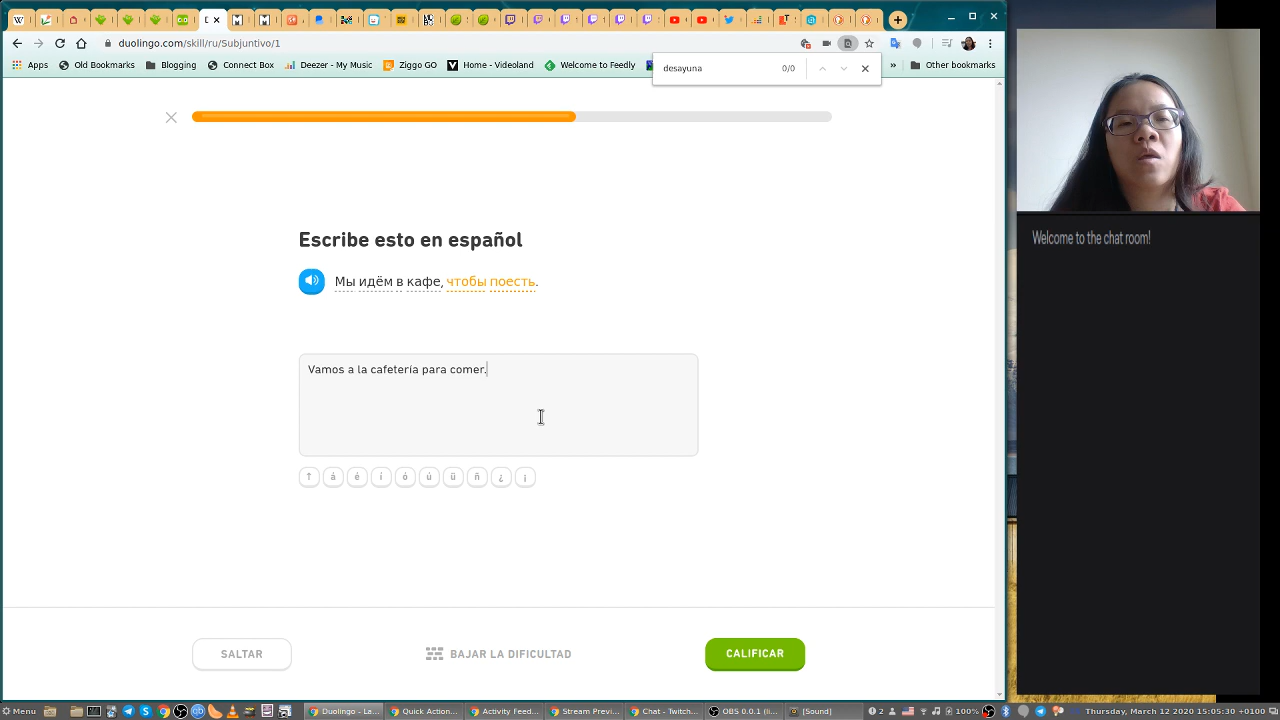 duolingo.com/skill/ru/Subjuntivo/1
desayuna
0/0
Apps
Old Bookmarks
Blogging
Connect Box
Deezer - My Music
Ziggo GO
Home - Videoland
Welcome to Feedly
»
Other bookmarks
Escribe esto en español
Мы идём в кафе, чтобы поесть.
Vamos a la cafetería para comer.
↑ á é í ó ú ü ñ ¿ ¡
SALTAR
BAJAR LA DIFICULTAD
CALIFICAR
Welcome to the chat room!
Menu
Duolingo - La...
Quick Action...
Activity Feed...
Stream Previ...
Chat - Twitch...
OBS 0.0.1 (li...
(Sound)
2
100%
Thursday, March 12 2020 15:05:30 +0100